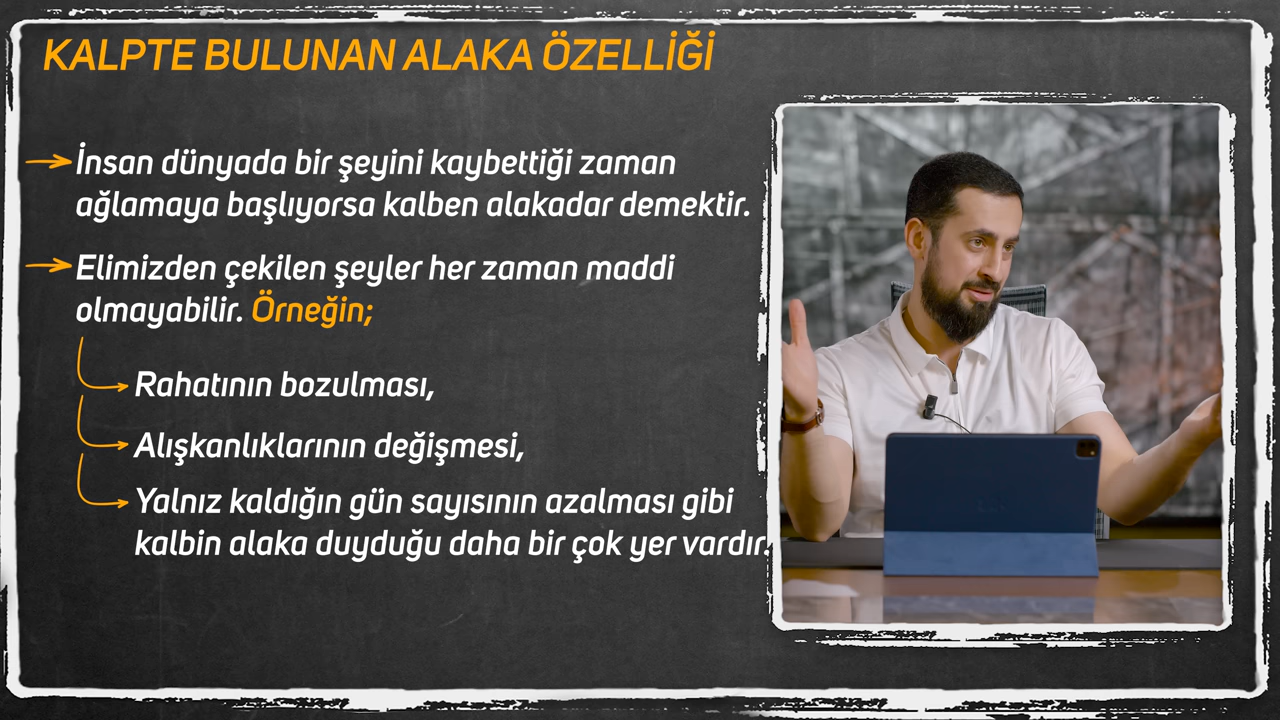 KALPTE BULUNAN ALAKA ÖZELLİĞİ
İnsan dünyada bir şeyini kaybettiği zaman
ağlamaya başlıyorsa kalben alakadar demektir.
Elimizden çekilen şeyler her zaman maddi
olmayabilir. Örneğin;
Rahatının bozulması,
Alışkanlıklarının değişmesi,
Yalnız kaldığın gün sayısının azalması gibi
kalbin alaka duyduğu daha bir çok yer vardır.